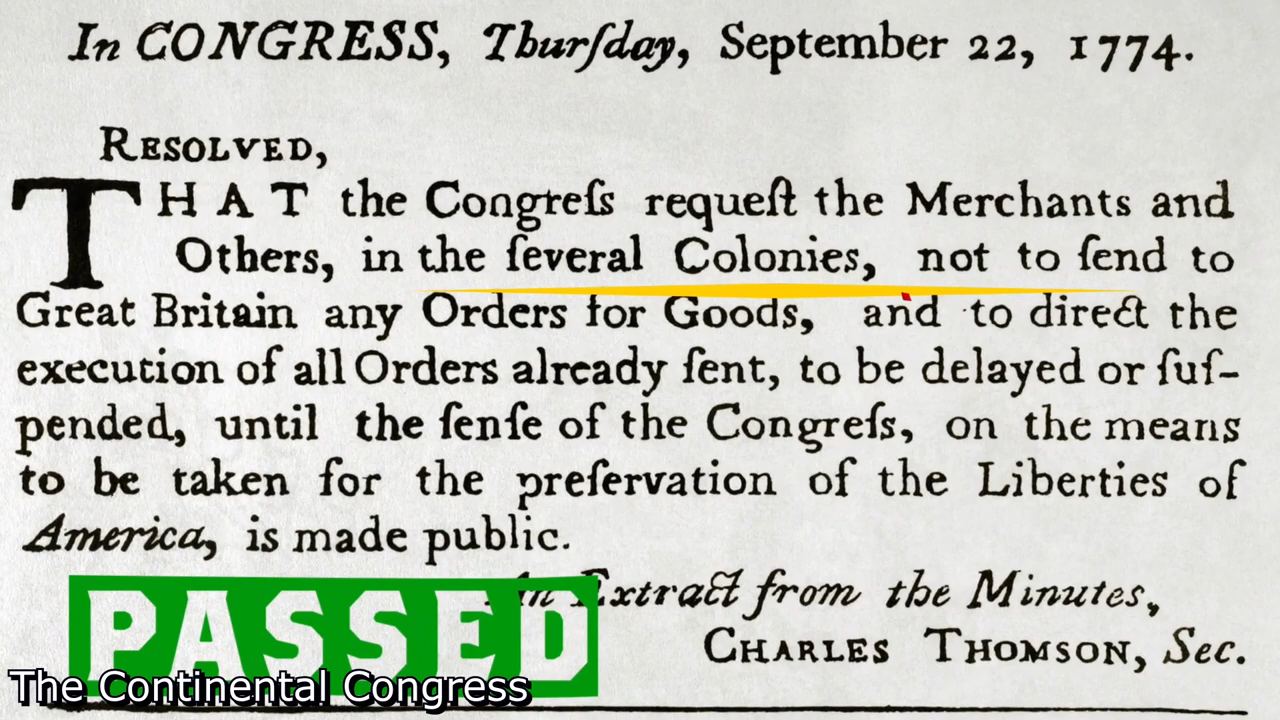 In CONGRESS, Thurſday, September 22, 1774.
RESOLVED,
THAT the Congreſs requeſt the Merchants and
Others, in the ſeveral Colonies, not to ſend to
Great Britain any Orders for Goods, and to direct the
execution of all Orders already ſent, to be delayed or ſuſ-
pended, until the ſenſe of the Congreſs, on the means
to be taken for the preſervation of the Liberties of
America, is made public.
An Extract from the Minutes,
CHARLES THOMSON, Sec.
PASSED
The Continental Congress